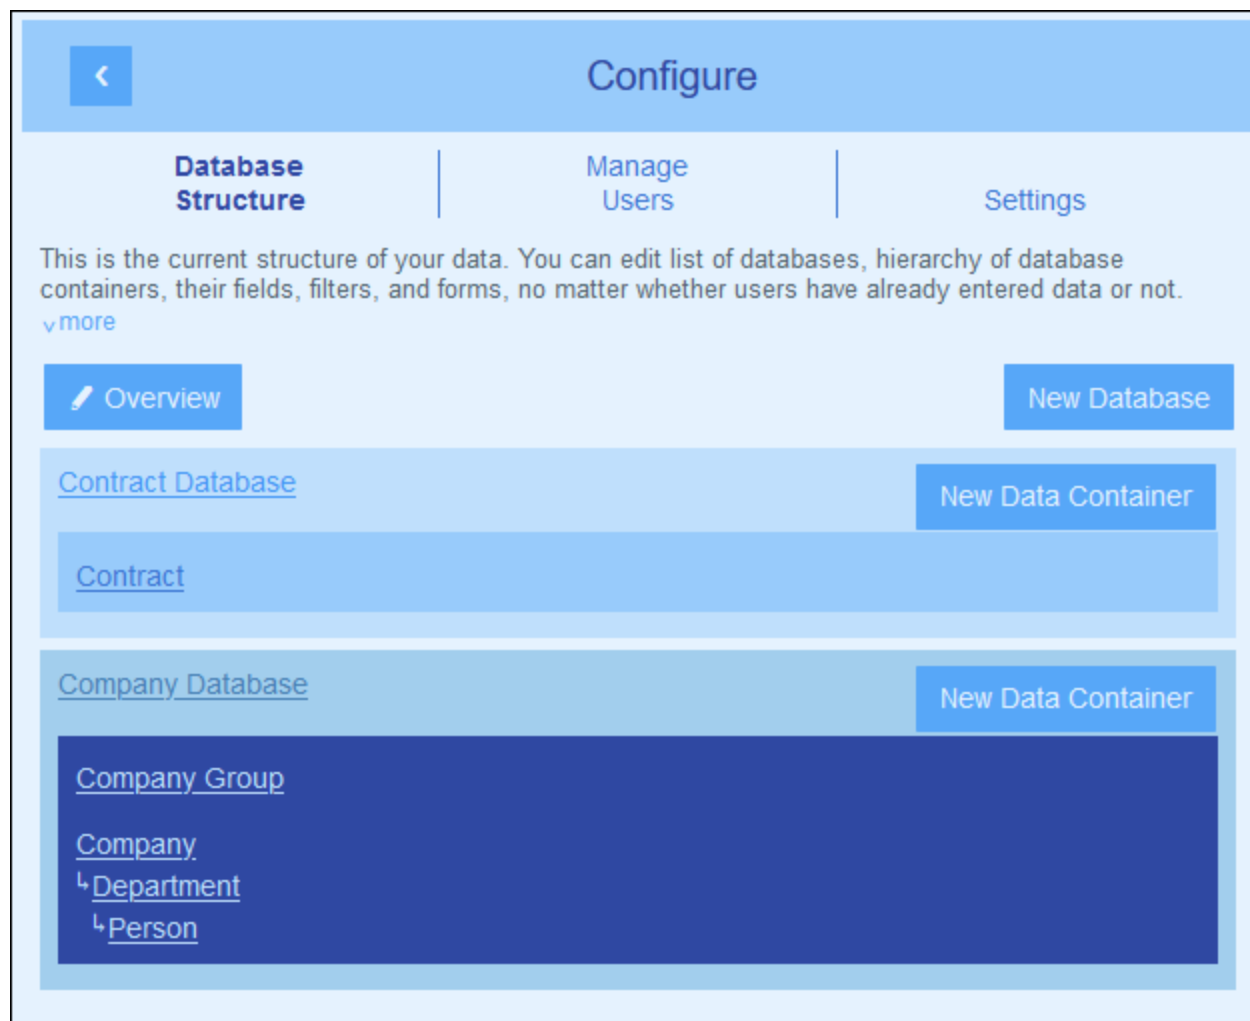 Configure
Database
Structure
Manage
Users
Settings
This is the current structure of your data. You can edit list of databases, hierarchy of database
containers, their fields, filters, and forms, no matter whether users have already entered data or not.
more
Overview
New Database
Contract Database
New Data Container
Contract
Company Database
New Data Container
Company Group
Company
Department
Person